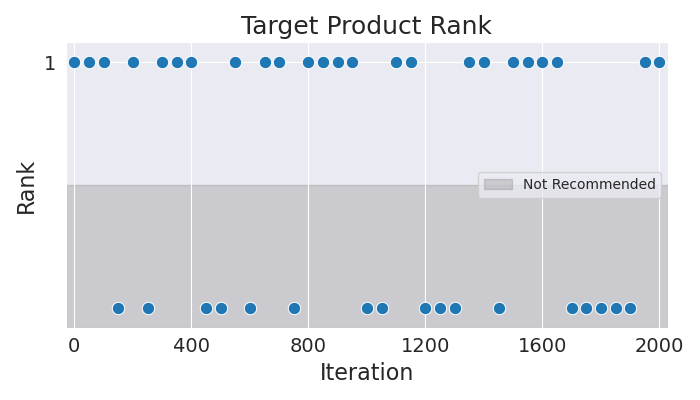 Target Product Rank
1
Rank
Not Recommended
0 400 800 1200 1600 2000
Iteration